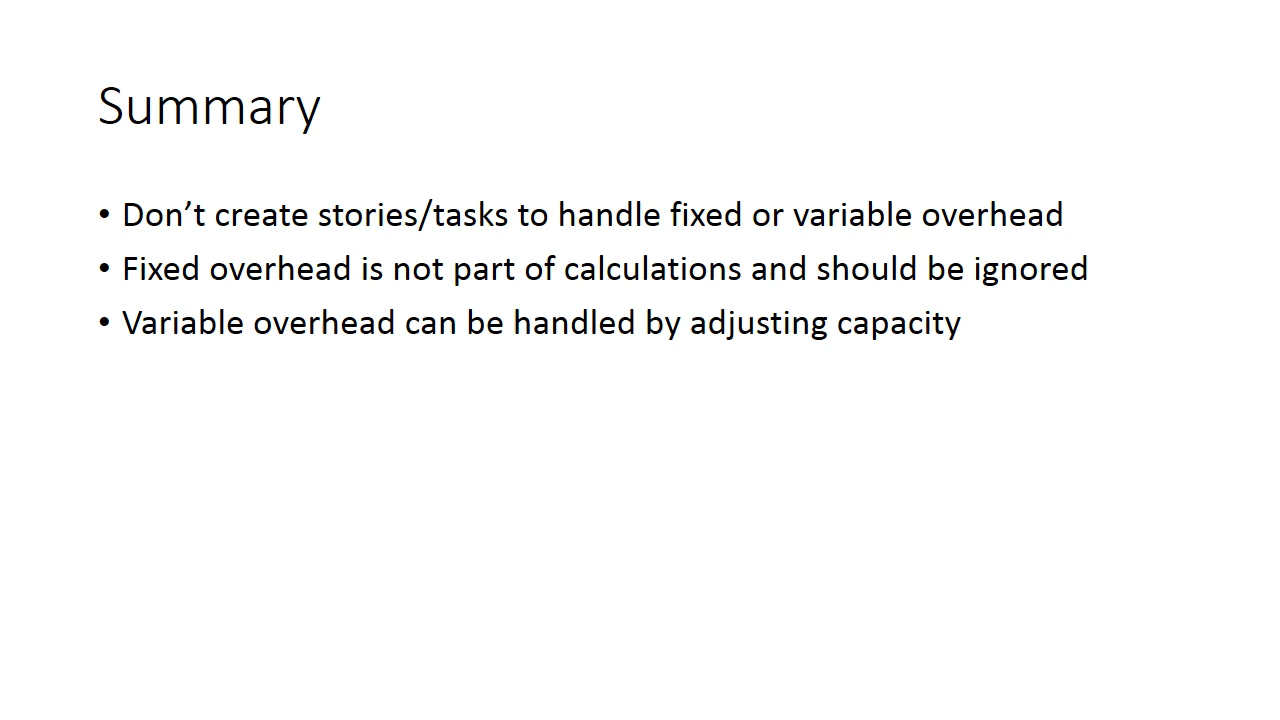 Summary
• Don’t create stories/tasks to handle fixed or variable overhead
• Fixed overhead is not part of calculations and should be ignored
• Variable overhead can be handled by adjusting capacity